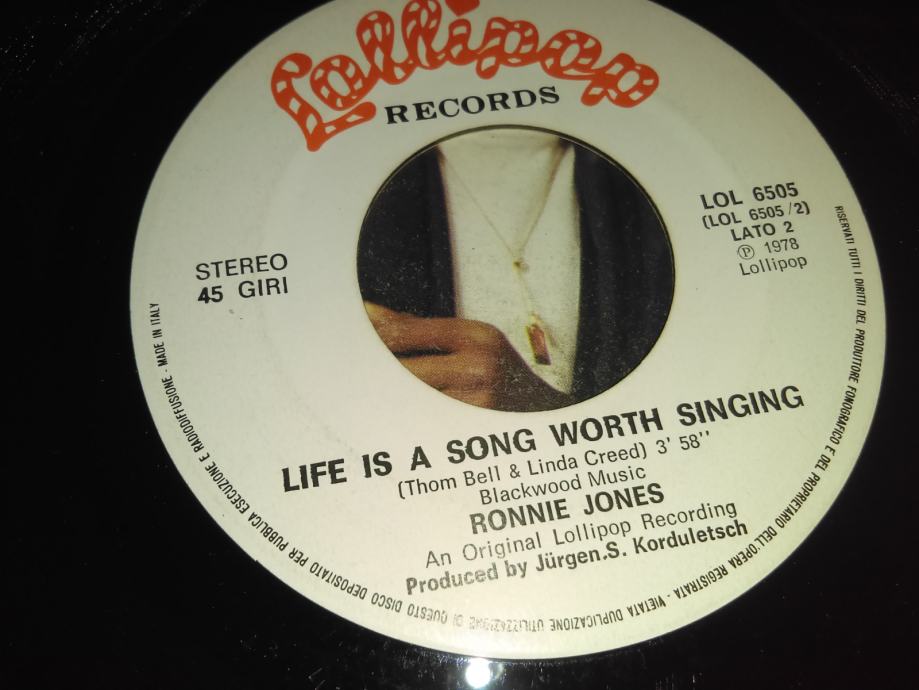 Lollipop
RECORDS
STEREO
45 GIRI
LOL 6505
(LOL 6505/2)
LATO 2
Ⓟ 1978
Lollipop
LIFE IS A SONG WORTH SINGING
(Thom Bell & Linda Creed) 3' 58''
Blackwood Music
RONNIE JONES
An Original Lollipop Recording
Produced by Jürgen.S. Korduletsch
RISERVATI TUTTI I DIRITTI DEL PRODUTTORE FONOGRAFICO E DEL PROPRIETARIO DELL'OPERA REGISTRATA - VIETATA DUPLICAZIONE UTILIZZAZIONE DI QUESTO DISCO DEPOSITATO PER PUBBLICA ESECUZIONE E RADIODIFFUSIONE - MADE IN ITALY